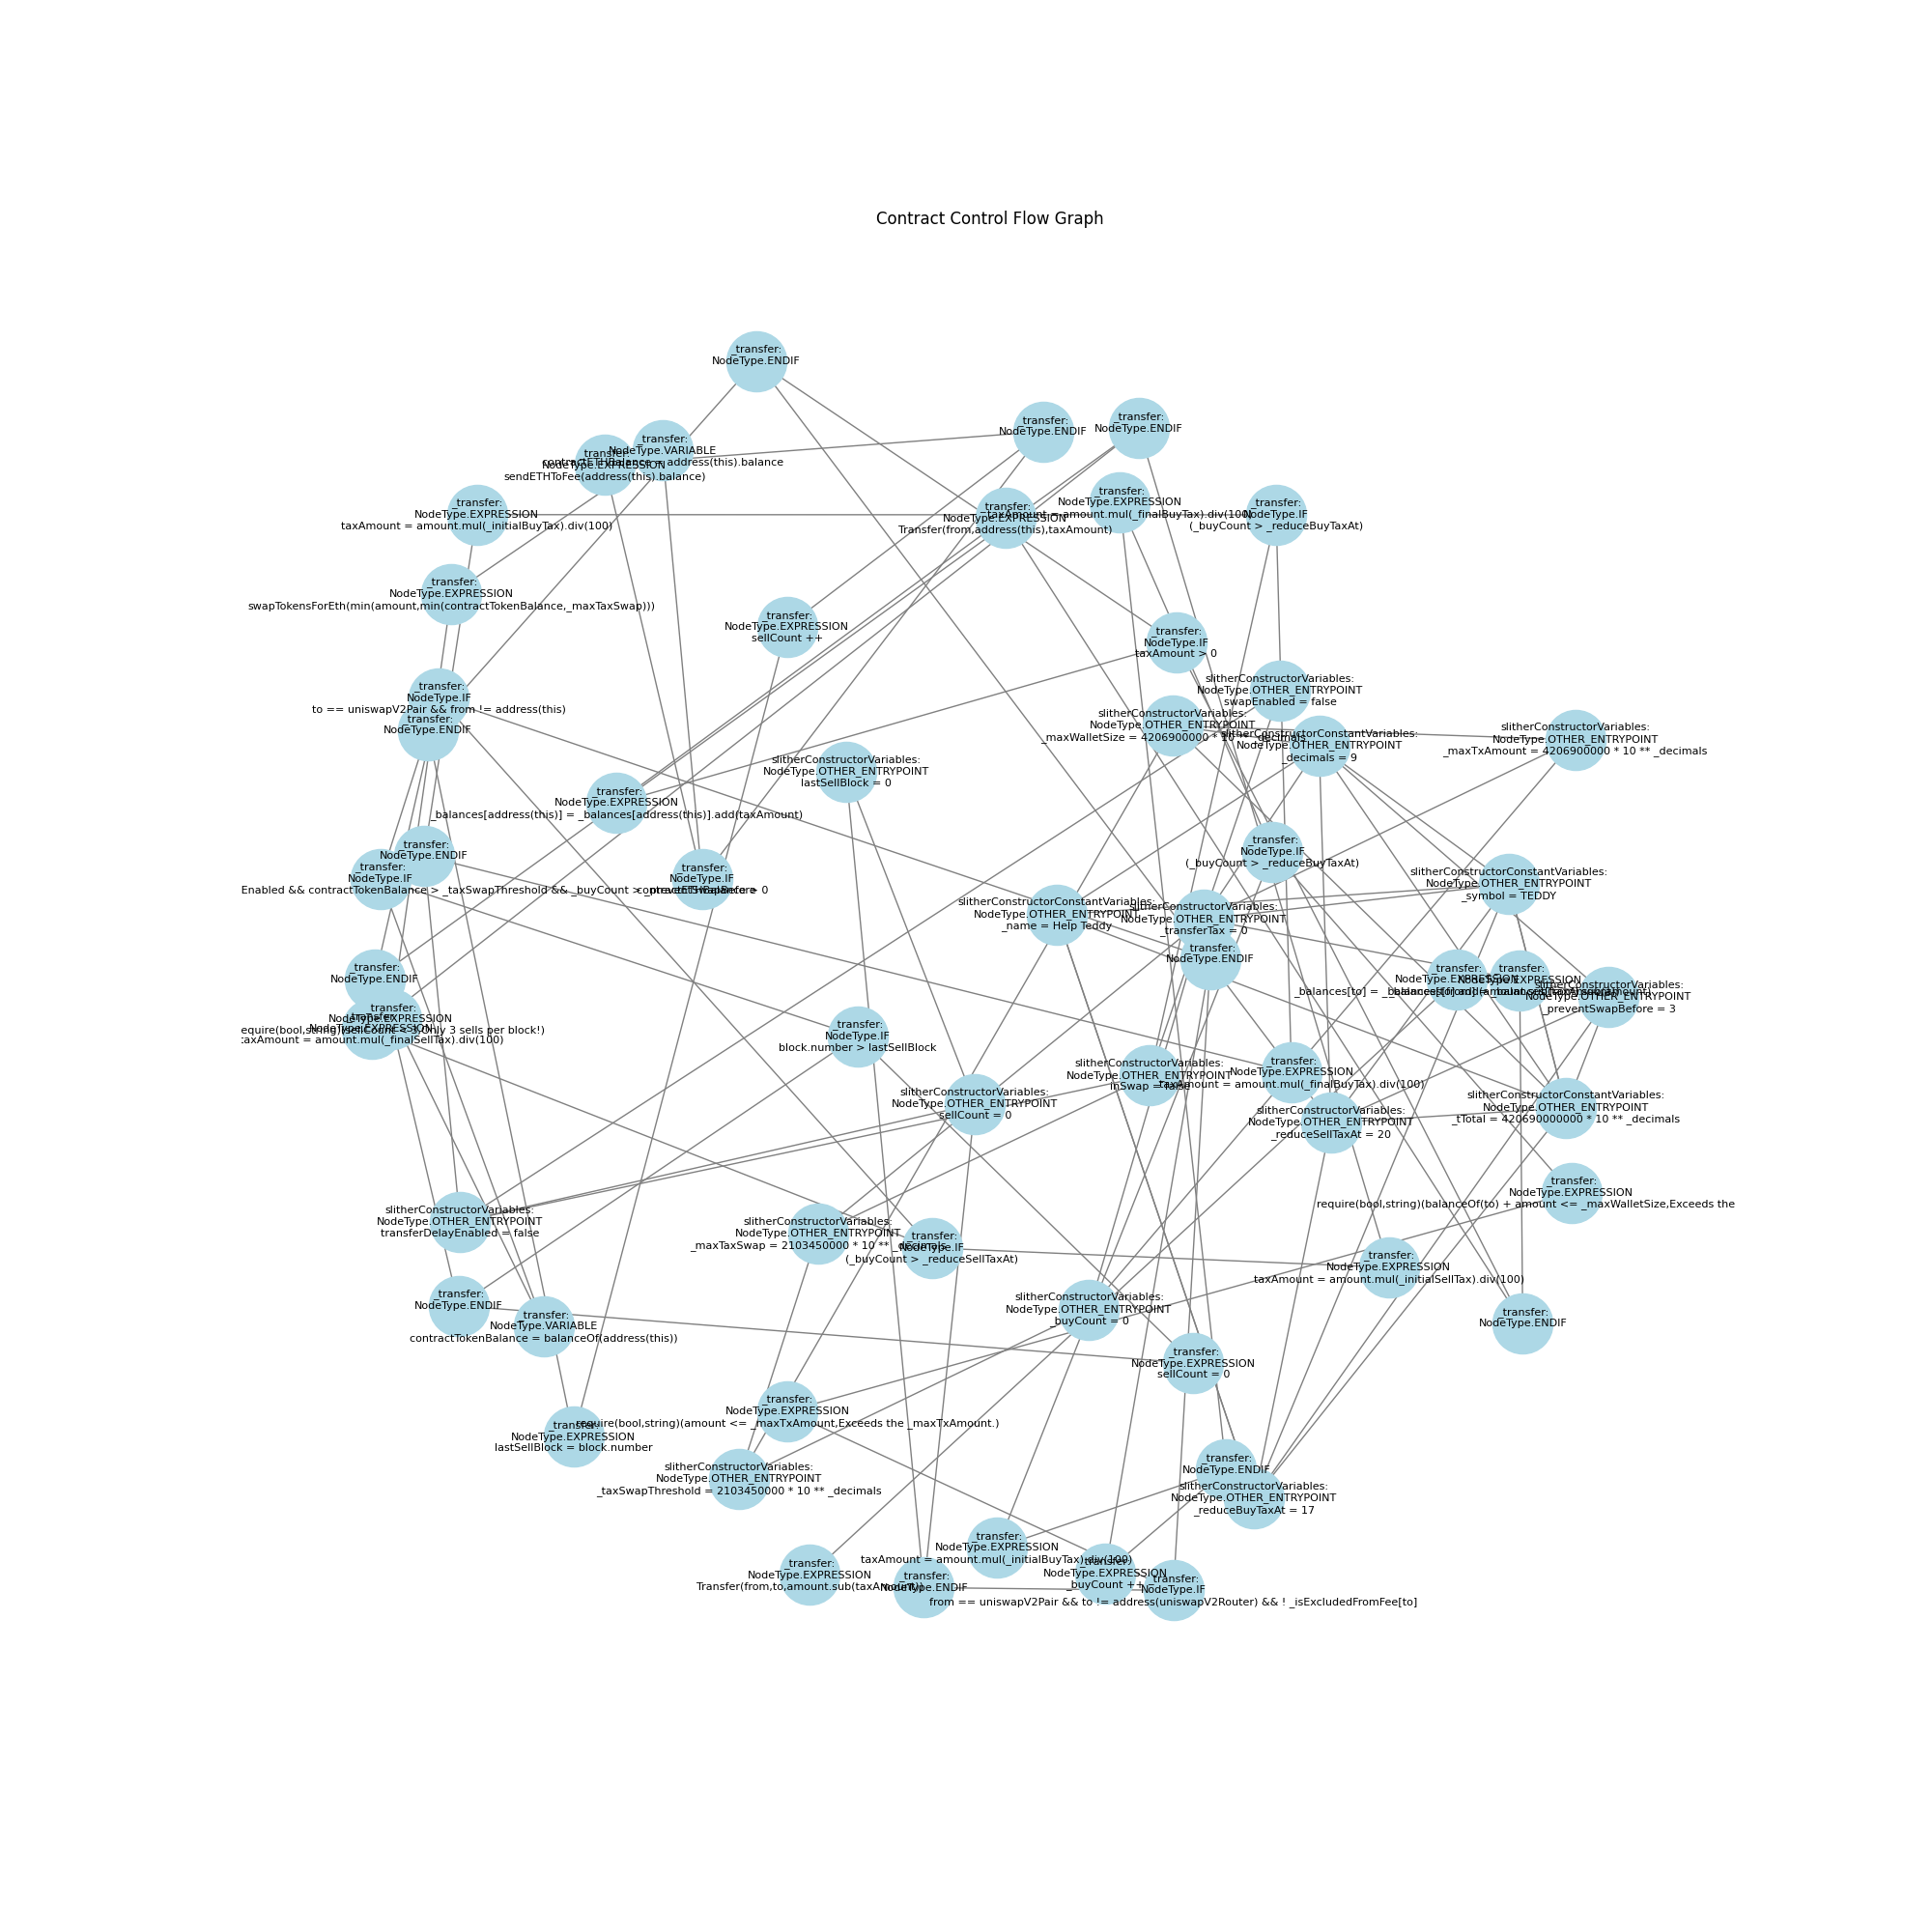 Contract Control Flow Graph
_transfer:
NodeType.ENDIF
_transfer:
NodeType.ENDIF
_transfer:
NodeType.ENDIF
_transfer:
NodeType.VARIABLE
contractETHBalance = address(this).balance
_transfer:
NodeType.EXPRESSION
sendETHToFee(address(this).balance)
_transfer:
NodeType.EXPRESSION
taxAmount = amount.mul(_initialBuyTax).div(100)
_transfer:
NodeType.EXPRESSION
Transfer(from,address(this),taxAmount)
_transfer:
NodeType.EXPRESSION
taxAmount = amount.mul(_finalBuyTax).div(100)
_transfer:
NodeType.IF
(_buyCount > _reduceBuyTaxAt)
_transfer:
NodeType.EXPRESSION
swapTokensForEth(min(amount,min(contractTokenBalance,_maxTaxSwap)))
_transfer:
NodeType.EXPRESSION
sellCount ++
_transfer:
NodeType.IF
taxAmount > 0
_transfer:
NodeType.IF
to == uniswapV2Pair && from != address(this)
_transfer:
NodeType.ENDIF
slitherConstructorVariables:
NodeType.OTHER_ENTRYPOINT
swapEnabled = false
slitherConstructorVariables:
NodeType.OTHER_ENTRYPOINT
_maxWalletSize = 4206900000 * 10 ** _decimals
slitherConstructorConstantVariables:
NodeType.OTHER_ENTRYPOINT
_decimals = 9
slitherConstructorVariables:
NodeType.OTHER_ENTRYPOINT
_maxTxAmount = 4206900000 * 10 ** _decimals
slitherConstructorVariables:
NodeType.OTHER_ENTRYPOINT
lastSellBlock = 0
_transfer:
NodeType.EXPRESSION
_balances[address(this)] = _balances[address(this)].add(taxAmount)
_transfer:
NodeType.ENDIF
_transfer:
NodeType.IF
Enabled && contractTokenBalance > _taxSwapThreshold && _buyCount > _preventSwapBefore
_transfer:
NodeType.IF
contractETHBalance > 0
_transfer:
NodeType.IF
(_buyCount > _reduceBuyTaxAt)
slitherConstructorConstantVariables:
NodeType.OTHER_ENTRYPOINT
_symbol = TEDDY
slitherConstructorConstantVariables:
NodeType.OTHER_ENTRYPOINT
_name = Help Teddy
slitherConstructorVariables:
NodeType.OTHER_ENTRYPOINT
_transferTax = 0
_transfer:
NodeType.ENDIF
_transfer:
NodeType.ENDIF
_transfer:
NodeType.EXPRESSION
_transfer:
NodeType.EXPRESSION
slitherConstructorVariables:
NodeType.OTHER_ENTRYPOINT
_preventSwapBefore = 3
_transfer:
NodeType.EXPRESSION
equire(bool,string)(sellCount < 3,Only 3 sells per block!)
_transfer:
NodeType.EXPRESSION
taxAmount = amount.mul(_finalSellTax).div(100)
_transfer:
NodeType.IF
block.number > lastSellBlock
slitherConstructorVariables:
NodeType.OTHER_ENTRYPOINT
inSwap = false
_transfer:
NodeType.EXPRESSION
taxAmount = amount.mul(_finalBuyTax).div(100)
slitherConstructorVariables:
NodeType.OTHER_ENTRYPOINT
sellCount = 0
slitherConstructorVariables:
NodeType.OTHER_ENTRYPOINT
_reduceSellTaxAt = 20
slitherConstructorConstantVariables:
NodeType.OTHER_ENTRYPOINT
_tTotal = 420690000000 * 10 ** _decimals
_transfer:
NodeType.EXPRESSION
require(bool,string)(balanceOf(to) + amount <= _maxWalletSize,Exceeds the
slitherConstructorVariables:
NodeType.OTHER_ENTRYPOINT
transferDelayEnabled = false
slitherConstructorVariables:
NodeType.OTHER_ENTRYPOINT
_maxTaxSwap = 2103450000 * 10 ** _decimals
_transfer:
NodeType.IF
(_buyCount > _reduceSellTaxAt)
_transfer:
NodeType.EXPRESSION
taxAmount = amount.mul(_initialSellTax).div(100)
_transfer:
NodeType.ENDIF
_transfer:
NodeType.VARIABLE
contractTokenBalance = balanceOf(address(this))
slitherConstructorVariables:
NodeType.OTHER_ENTRYPOINT
_buyCount = 0
_transfer:
NodeType.ENDIF
_transfer:
NodeType.EXPRESSION
sellCount = 0
_transfer:
NodeType.EXPRESSION
require(bool,string)(amount <= _maxTxAmount,Exceeds the _maxTxAmount.)
_transfer:
NodeType.EXPRESSION
lastSellBlock = block.number
slitherConstructorVariables:
NodeType.OTHER_ENTRYPOINT
_taxSwapThreshold = 2103450000 * 10 ** _decimals
_transfer:
NodeType.ENDIF
slitherConstructorVariables:
NodeType.OTHER_ENTRYPOINT
_reduceBuyTaxAt = 17
_transfer:
NodeType.EXPRESSION
taxAmount = amount.mul(_initialBuyTax).div(100)
_transfer:
NodeType.EXPRESSION
Transfer(from,to,amount.sub(taxAmount))
_transfer:
NodeType.ENDIF
_transfer:
NodeType.EXPRESSION
_buyCount ++
_transfer:
NodeType.IF
from == uniswapV2Pair && to != address(uniswapV2Router) && ! _isExcludedFromFee[to]